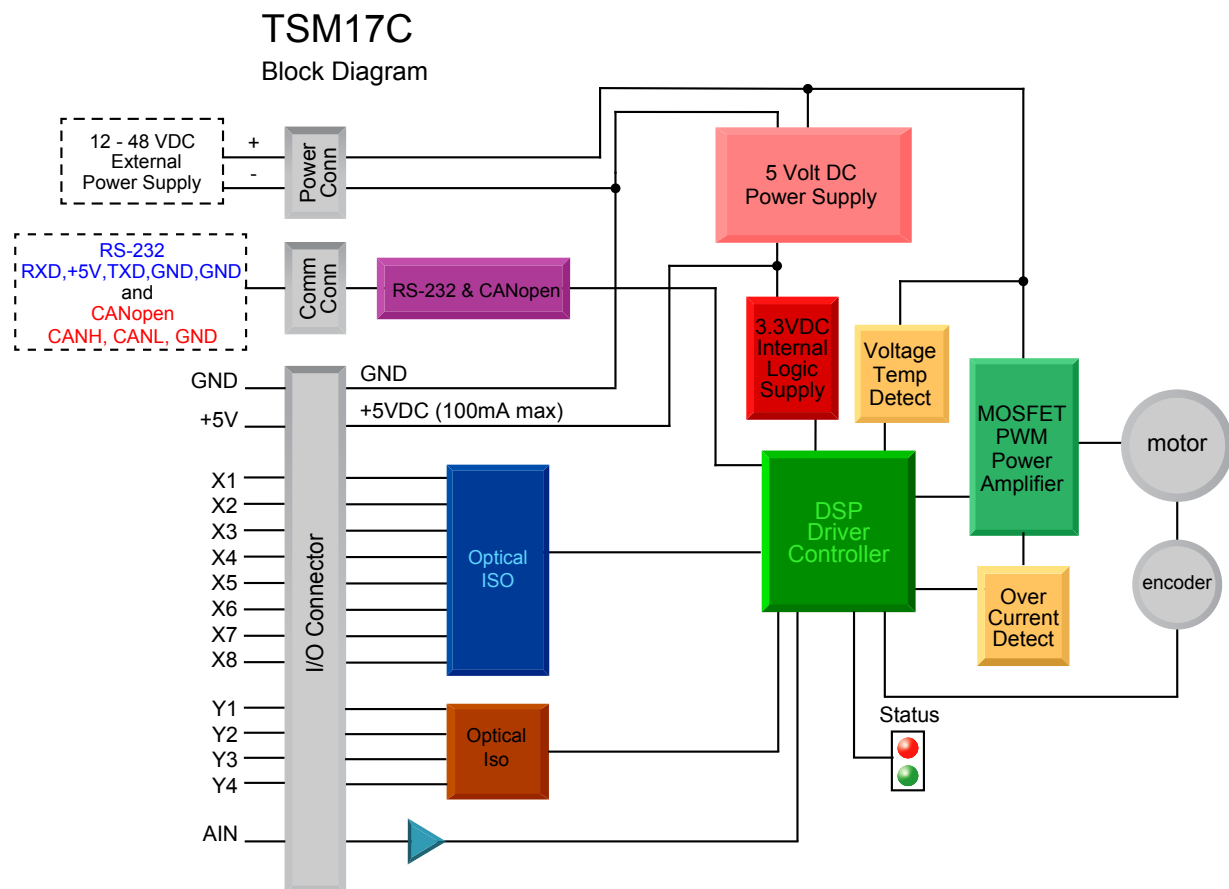 TSM17C
Block Diagram
12 - 48 VDC
External
Power Supply
+
-
Power
Conn
5 Volt DC
Power Supply
RS-232
RXD,+5V,TXD,GND,GND
and
CANopen
CANH, CANL, GND
Comm
Conn
RS-232 & CANopen
3.3VDC
Internal
Logic
Supply
Voltage
Temp
Detect
MOSFET
PWM
Power
Amplifier
motor
encoder
GND
GND
+5V
+5VDC (100mA max)
I/O Connector
X1
X2
X3
X4
X5
X6
X7
X8
Optical
ISO
DSP
Driver
Controller
Over
Current
Detect
Y1
Y2
Y3
Y4
Optical
Iso
Status
AIN